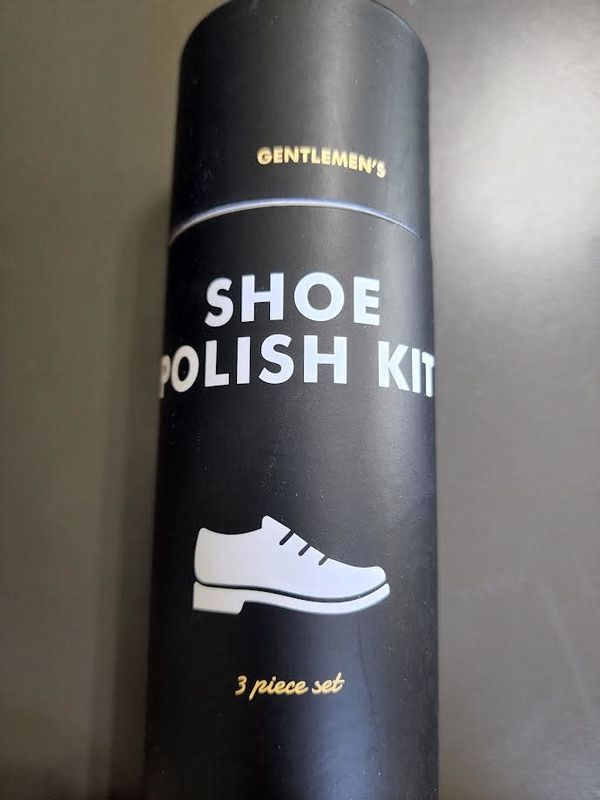 GENTLEMEN'S
SHOE
POLISH KIT
3 piece set